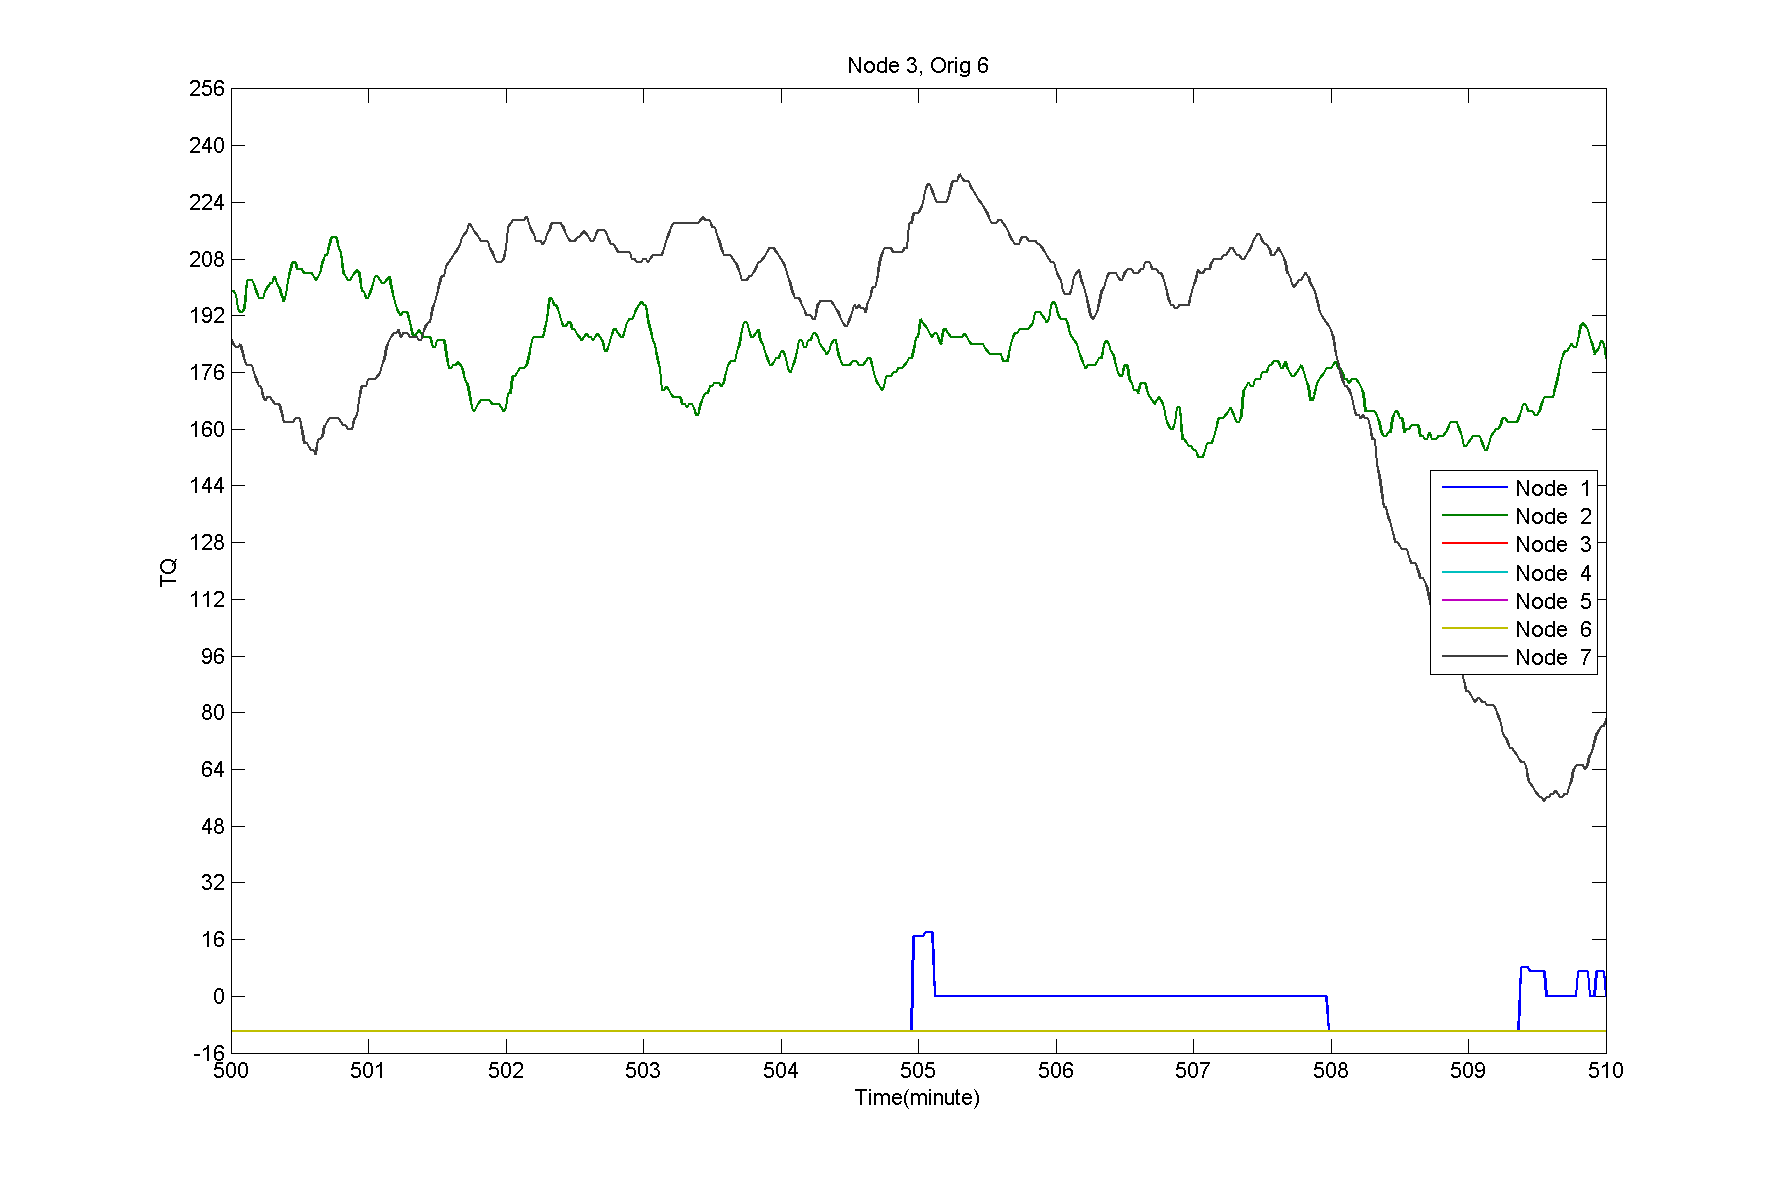 Node 3, Orig 6
256
240
224
208
192
176
160
144
128
112
96
80
64
48
32
16
0
-16
TQ
Node 1
Node 2
Node 3
Node 4
Node 5
Node 6
Node 7
500 501 502 503 504 505 506 507 508 509 510
Time(minute)